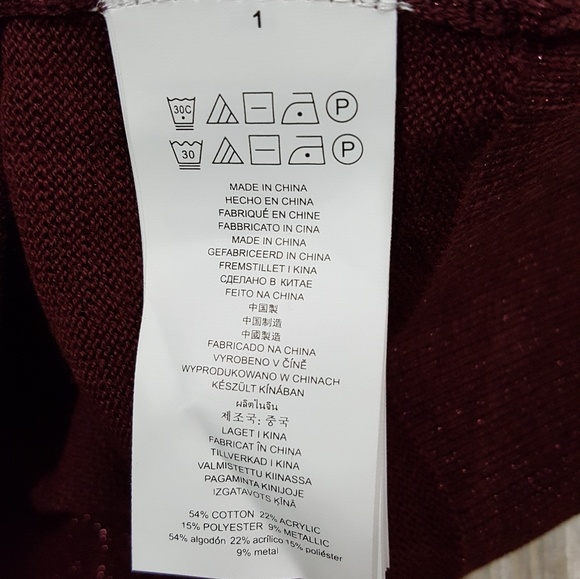 1
30C P
30 P
MADE IN CHINA
HECHO EN CHINA
FABRIQUÉ EN CHINE
FABBRICATO IN CINA
MADE IN CHINA
GEFABRICEERD IN CHINA
FREMSTILLET I KINA
СДЕЛАНО В КИТАЕ
FEITO NA CHINA
中国製
中国制造
中國製造
FABRICADO NA CHINA
VYROBENO V ČÍNĚ
WYPRODUKOWANO W CHINACH
KÉSZÜLT KÍNÁBAN
ผลิตในจีน
제조국: 중국
LAGET I KINA
FABRICAT ÎN CHINA
TILLVERKAD I KINA
VALMISTETTU KIINASSA
PAGAMINTA KINIJOJE
IZGATAVOTS ĶĪNĀ
54% COTTON 22% ACRYLIC
15% POLYESTER 9% METALLIC
54% algodón 22% acrílico 15% poliéster
9% metal